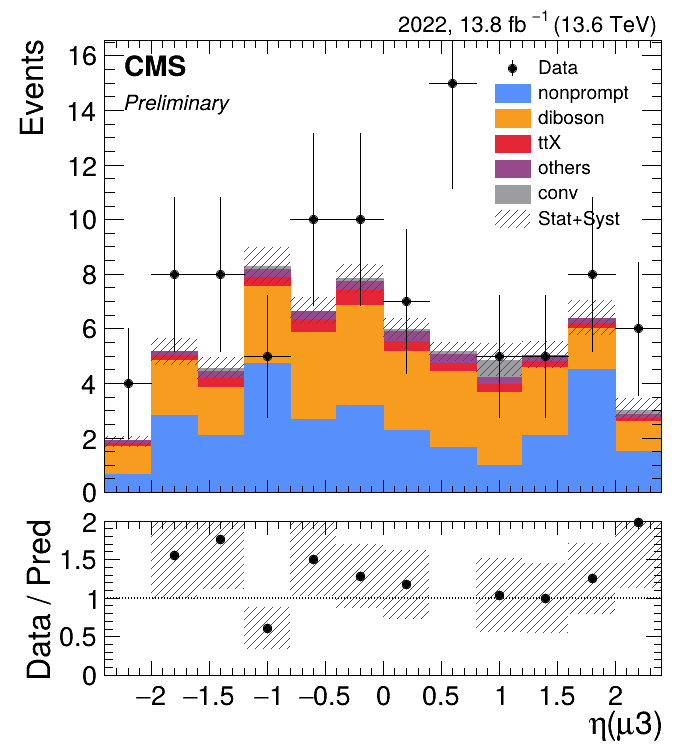 2022, 13.8 fb⁻¹ (13.6 TeV)
CMS
Preliminary
Events
16
14
12
10
8
6
4
2
0
Data
nonprompt
diboson
ttX
others
conv
Stat+Syst
Data / Pred
2
1.5
1
0.5
0
−2 −1.5 −1 −0.5 0 0.5 1 1.5 2
η(μ3)